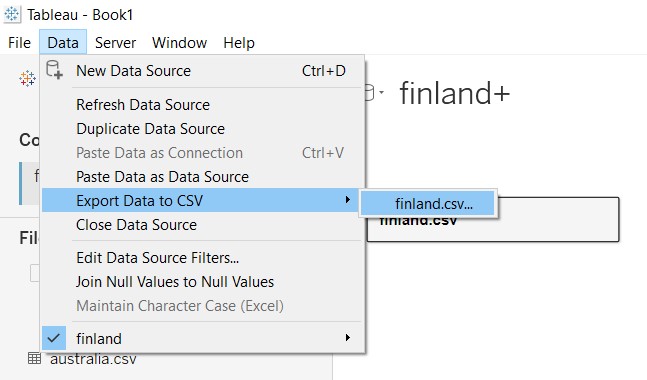 Tableau - Book1
File Data Server Window Help
New Data Source Ctrl+D
Refresh Data Source
Duplicate Data Source
Paste Data as Connection Ctrl+V
Paste Data as Data Source
Export Data to CSV
finland.csv...
Close Data Source
Edit Data Source Filters...
Join Null Values to Null Values
Maintain Character Case (Excel)
finland
finland+
finland.csv
Co
f
File
australia.csv